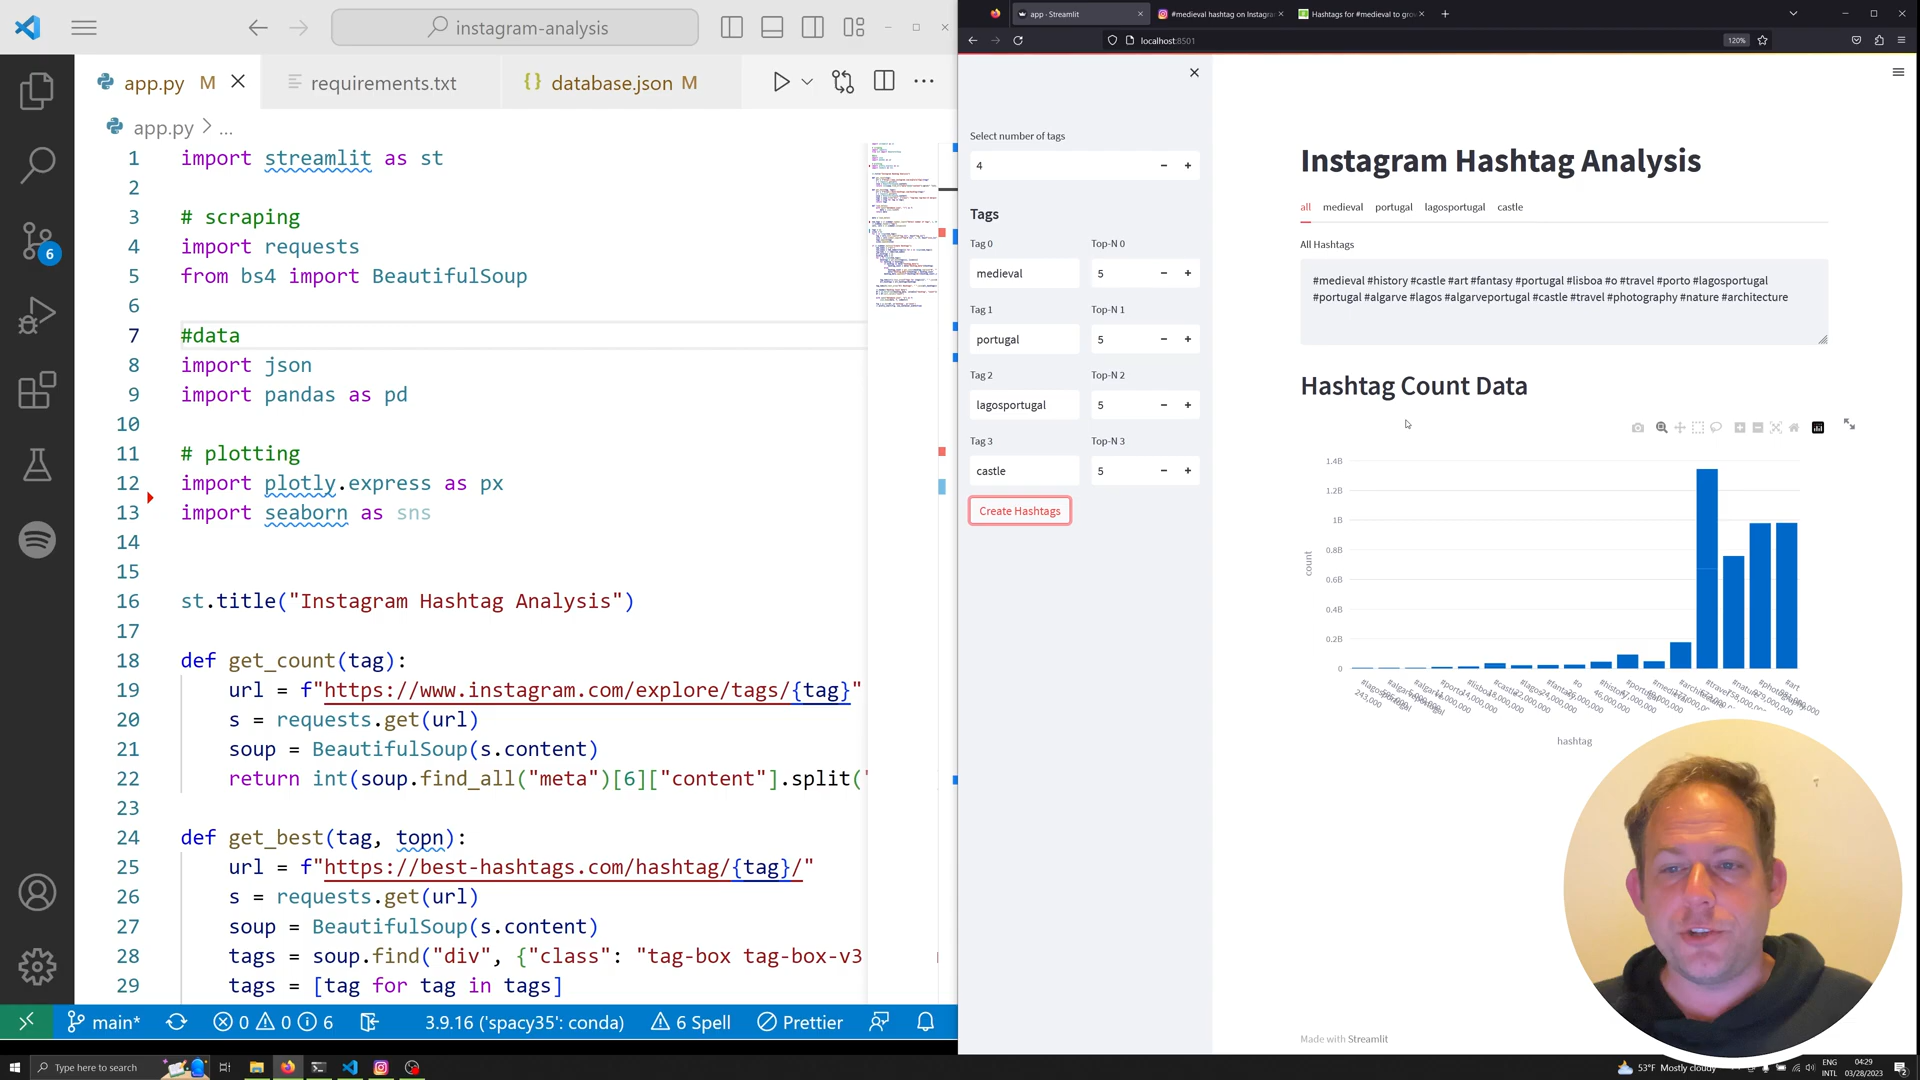 instagram-analysis
app.py M
requirements.txt
{} database.json M
app.py > ...
1 import streamlit as st
2
3 # scraping
4 import requests
5 from bs4 import BeautifulSoup
6
7 #data
8 import json
9 import pandas as pd
10
11 # plotting
12 import plotly.express as px
13 import seaborn as sns
14
15
16 st.title("Instagram Hashtag Analysis")
17
18 def get_count(tag):
19 url = f"https://www.instagram.com/explore/tags/{tag}"
20 s = requests.get(url)
21 soup = BeautifulSoup(s.content)
22 return int(soup.find_all("meta")[6]["content"].split('
23
24 def get_best(tag, topn):
25 url = f"https://best-hashtags.com/hashtag/{tag}/"
26 s = requests.get(url)
27 soup = BeautifulSoup(s.content)
28 tags = soup.find("div", {"class": "tag-box tag-box-v3
29 tags = [tag for tag in tags]
6
main* 0 0 6 3.9.16 ('spacy35': conda) 6 Spell Prettier
app · Streamlit
#medieval hashtag on Instagra
Hashtags for #medieval to gro
localhost:8501
120%
Select number of tags
4
Tags
Tag 0 Top-N 0
medieval 5
Tag 1 Top-N 1
portugal 5
Tag 2 Top-N 2
lagosportugal 5
Tag 3 Top-N 3
castle 5
Create Hashtags
Instagram Hashtag Analysis
all medieval portugal lagosportugal castle
All Hashtags
#medieval #history #castle #art #fantasy #portugal #lisboa #o #travel #porto #lagosportugal
#portugal #algarve #lagos #algarveportugal #castle #travel #photography #nature #architecture
Hashtag Count Data
1.4B
1.2B
1B
0.8B
0.6B
0.4B
0.2B
0
count
hashtag
Made with Streamlit
Type here to search
53°F Mostly cloudy
ENG
INTL
04:29
03/28/2023